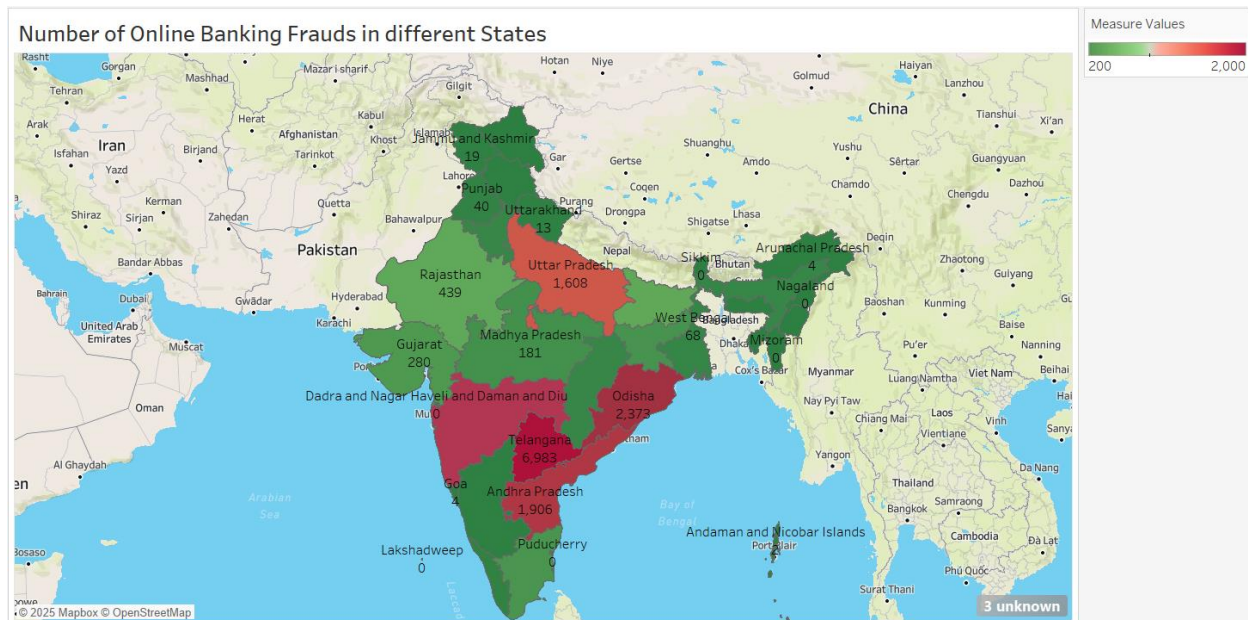 Number of Online Banking Frauds in different States
Measure Values
200
2,000
Rasht
Gorgan
Mashhad
Mazar-i sharif
Hotan
Niye
Golmud
Haiyan
Lanzhou
Tianshui
Xi'an
Tehran
Arak
Herat
Kabul
Gilgit
Jammu and Kashmir
19
China
Iran
Isfahan
Yazd
Birjand
Afghanistan
Tarinkot
Khost
Gar
Gertse
Coqen
Shuanghu
Amdo
Yushu
Sêrtar
Guangyuan
Dazhou
Chengdu
Shiraz
Sirjan
Kerman
Yarmand
Zahedan
Quetta
Lahore
Punjab
40
Uttarakhand
13
Purang
Drongpa
Shigatse
Lhasa
Chamdo
Bahawalpur
Pakistan
Nepal
Bandar Abbas
Rajasthan
439
Uttar Pradesh
1,608
Sikkim
0
Bhutan
Arunachal Pradesh
4
Deqin
Zhaotong
Guiyang
Bahrain
Dubai
Gwādar
Karachi
Hyderabad
Nagaland
0
Baoshan
Kunming
Baise
Nanning
United Arab
Emirates
Muscat
Gujarat
280
Madhya Pradesh
181
West Bengal
68
Bangladesh
Dhaka
Mizoram
0
Cox's Bazar
Myanmar
Pu'er
Luang Namtha
Viet Nam
Beihai
Oman
Dadra and Nagar Haveli and Daman and Diu
0
Odisha
2,373
Nay Pyi Taw
Chiang Mai
Laos
Vientiane
Vinh
Al Ghaydah
Telangana
6,983
Yangon
Da Nang
Arabian
Sea
Goa
4
Andhra Pradesh
1,906
Bay of
Bengal
Thailand
Samraong
Bangkok
Cambodia
Andaman and Nicobar Islands
Bosaso
Lakshadweep
0
Puducherry
0
Đà Lạt
Phú Quốc
Surat Thani
© 2025 Mapbox © OpenStreetMap
3 unknown